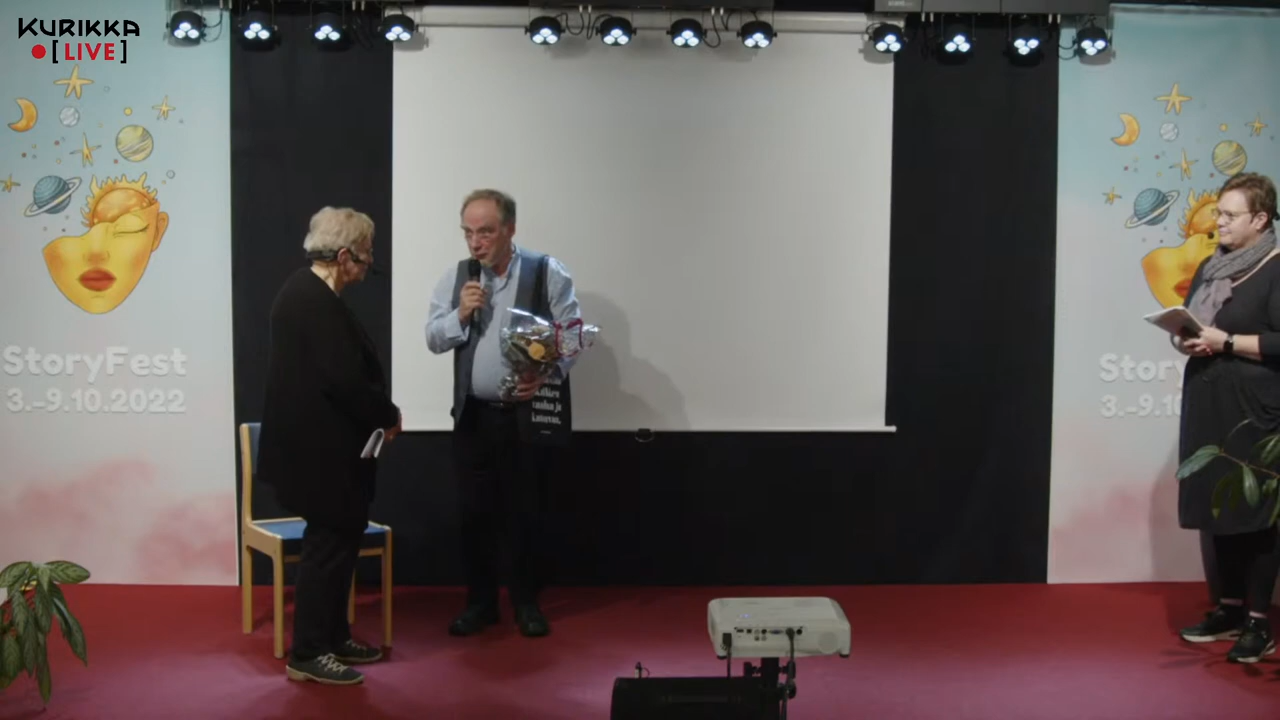 KURIKKA
[LIVE]
StoryFest
3.-9.10.2022
Story
3.-9.10